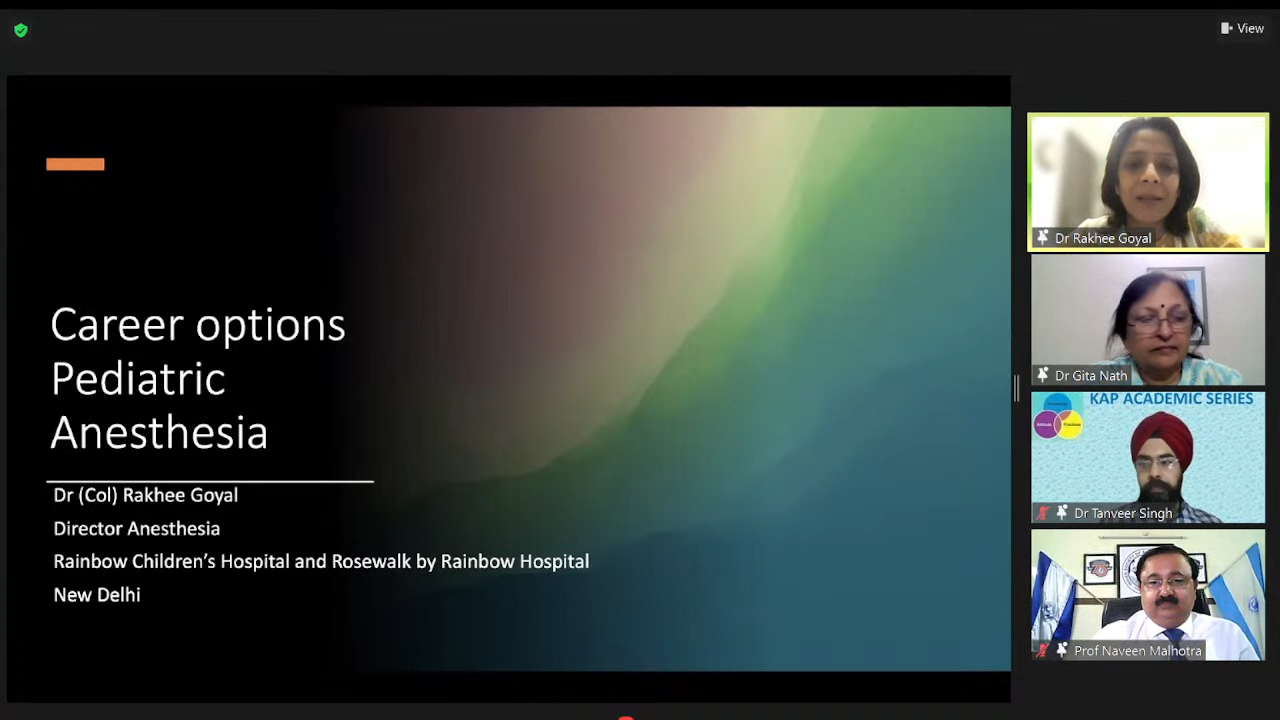 View
Career options
Pediatric
Anesthesia
Dr (Col) Rakhee Goyal
Director Anesthesia
Rainbow Children's Hospital and Rosewalk by Rainbow Hospital
New Delhi
Dr Rakhee Goyal
Dr Gita Nath
KAP ACADEMIC SERIES
Dr Tanveer Singh
Prof Naveen Malhotra